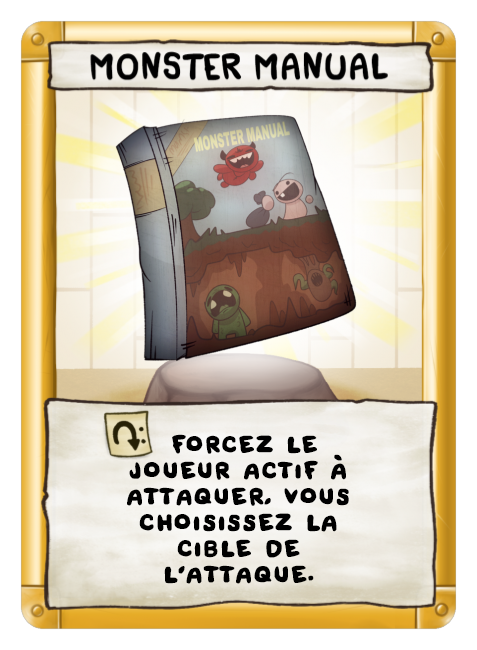 MONSTER MANUAL
MONSTER MANUAL
: FORCEZ LE
JOUEUR ACTIF À
ATTAQUER. VOUS
CHOISISSEZ LA
CIBLE DE
L'ATTAQUE.